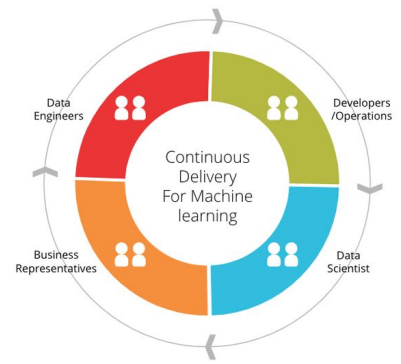 Data
Engineers
Developers
/Operations
Continuous
Delivery
For Machine
learning
Business
Representatives
Data
Scientist